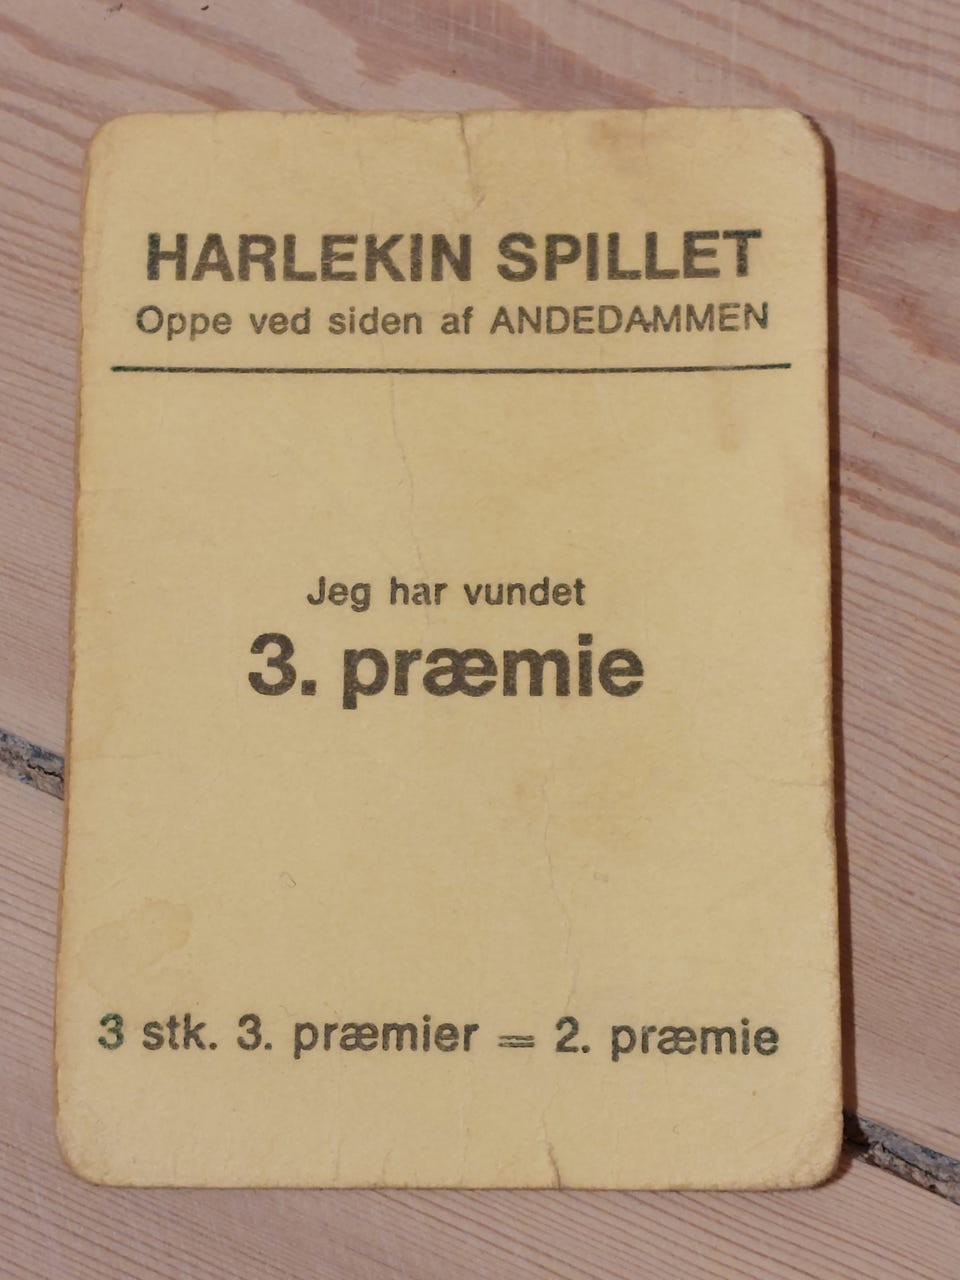 HARLEKIN SPILLET
Oppe ved siden af ANDEDAMMEN
Jeg har vundet
3. præmie
3 stk. 3. præmier = 2. præmie